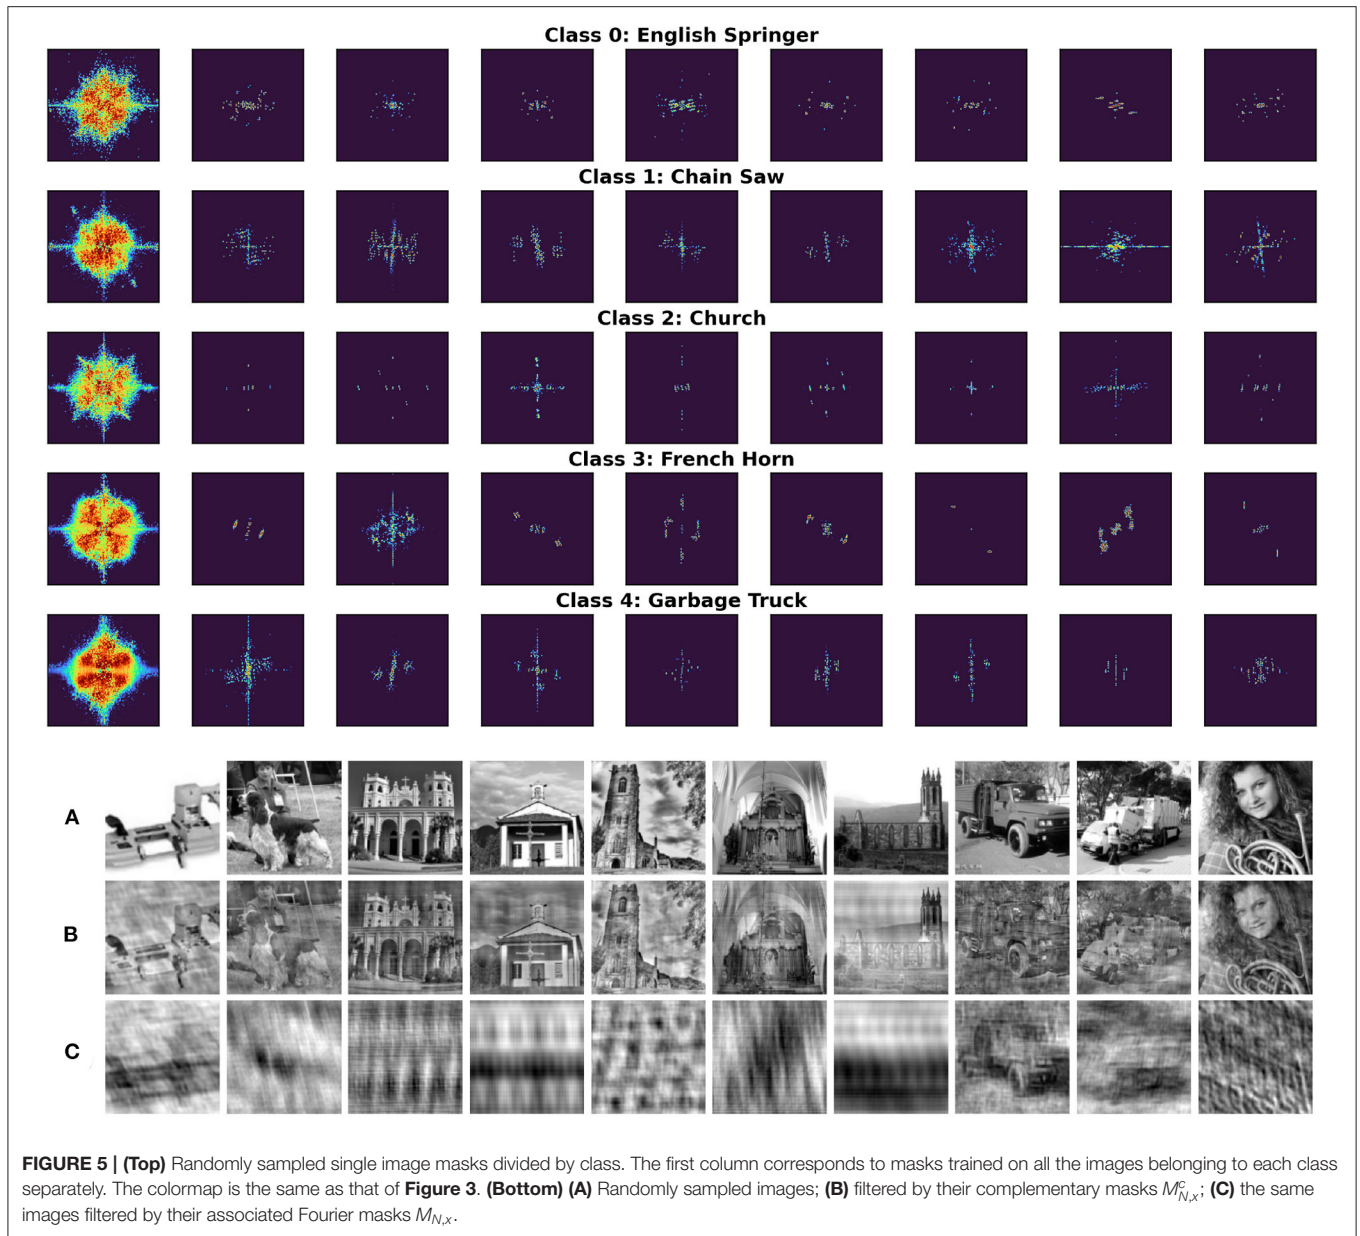 Class 0: English Springer
Class 1: Chain Saw
Class 2: Church
Class 3: French Horn
Class 4: Garbage Truck
A
B
C
FIGURE 5 | (Top) Randomly sampled single image masks divided by class. The first column corresponds to masks trained on all the images belonging to each class
separately. The colormap is the same as that of Figure 3. (Bottom) (A) Randomly sampled images; (B) filtered by their complementary masks M^c_{N,x}; (C) the same
images filtered by their associated Fourier masks M_{N,x}.